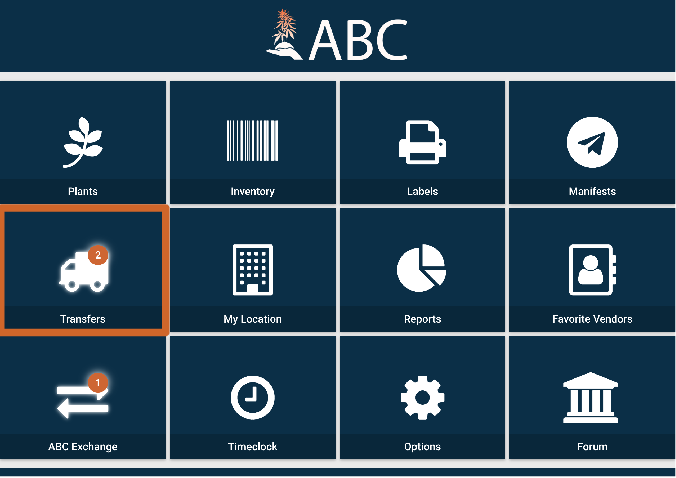 ABC
Plants
Inventory
Labels
Manifests
2
Transfers
My Location
Reports
Favorite Vendors
1
ABC Exchange
Timeclock
Options
Forum